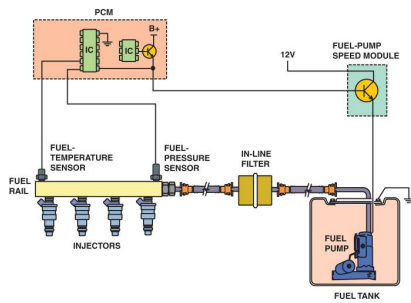 PCM
B+
IC
IC
FUEL-PUMP
SPEED MODULE
12V
FUEL-
TEMPERATURE
SENSOR
FUEL-
PRESSURE
SENSOR
IN-LINE
FILTER
FUEL
RAIL
INJECTORS
FUEL
PUMP
FUEL TANK